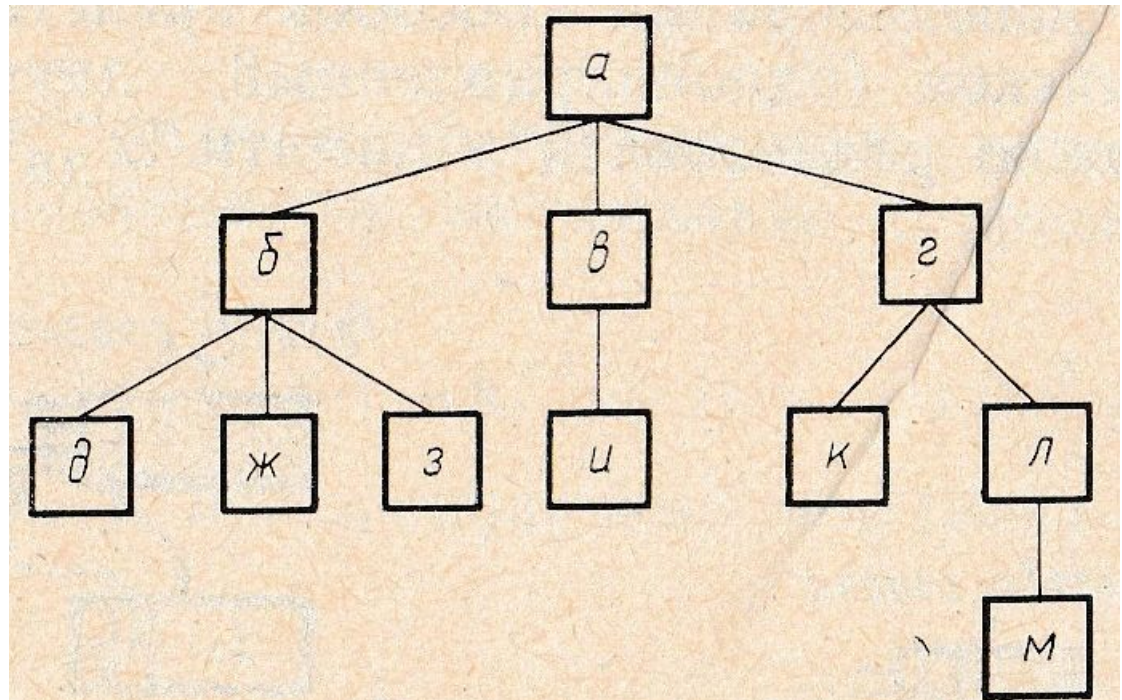 а
б в г
д ж з и к л
м